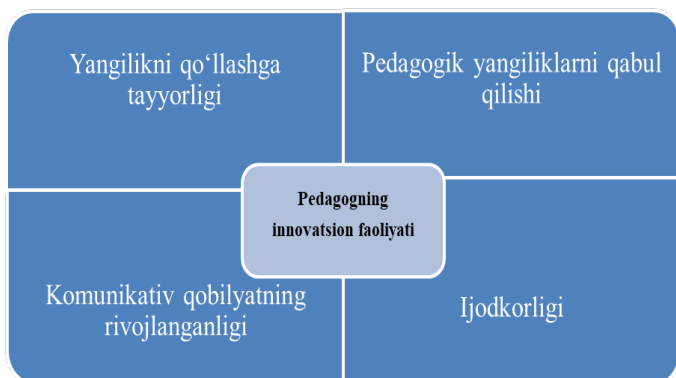 Yangilikni qo‘llashga
tayyorligi
Pedagogik yangiliklarni qabul
qilishi
Pedagogning
innovatsion faoliyati
Komunikativ qobilyatning
rivojlanganligi
Ijodkorligi